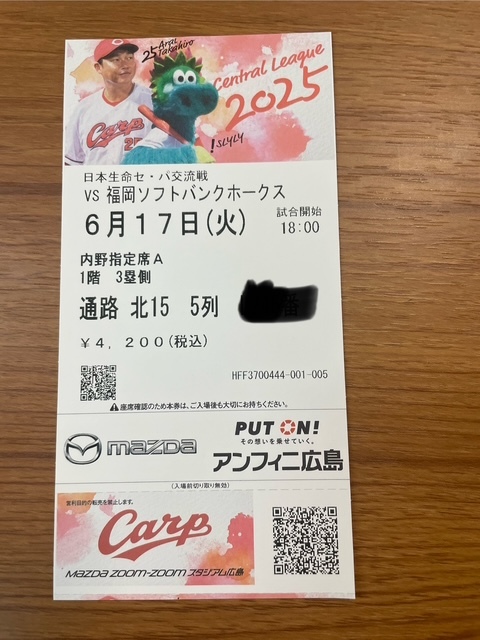 25 Arai Takahiro
Central League
2025
! SLYLY
日本生命セ・パ交流戦
VS 福岡ソフトバンクホークス
6月17日(火) 試合開始 18:00
内野指定席A
1階 3塁側
通路 北15 5列 番
¥4,200(税込)
HFF3700444-001-005
座席確認のため本券は、ご入場後も大切にお持ちください。
mazda PUT ON!
その想いを乗せていく。
アンフィニ広島
(入場前切り取り無効)
営利目的の転売を禁止します。
Carp
MAZDA ZOOM-ZOOM スタジアム広島